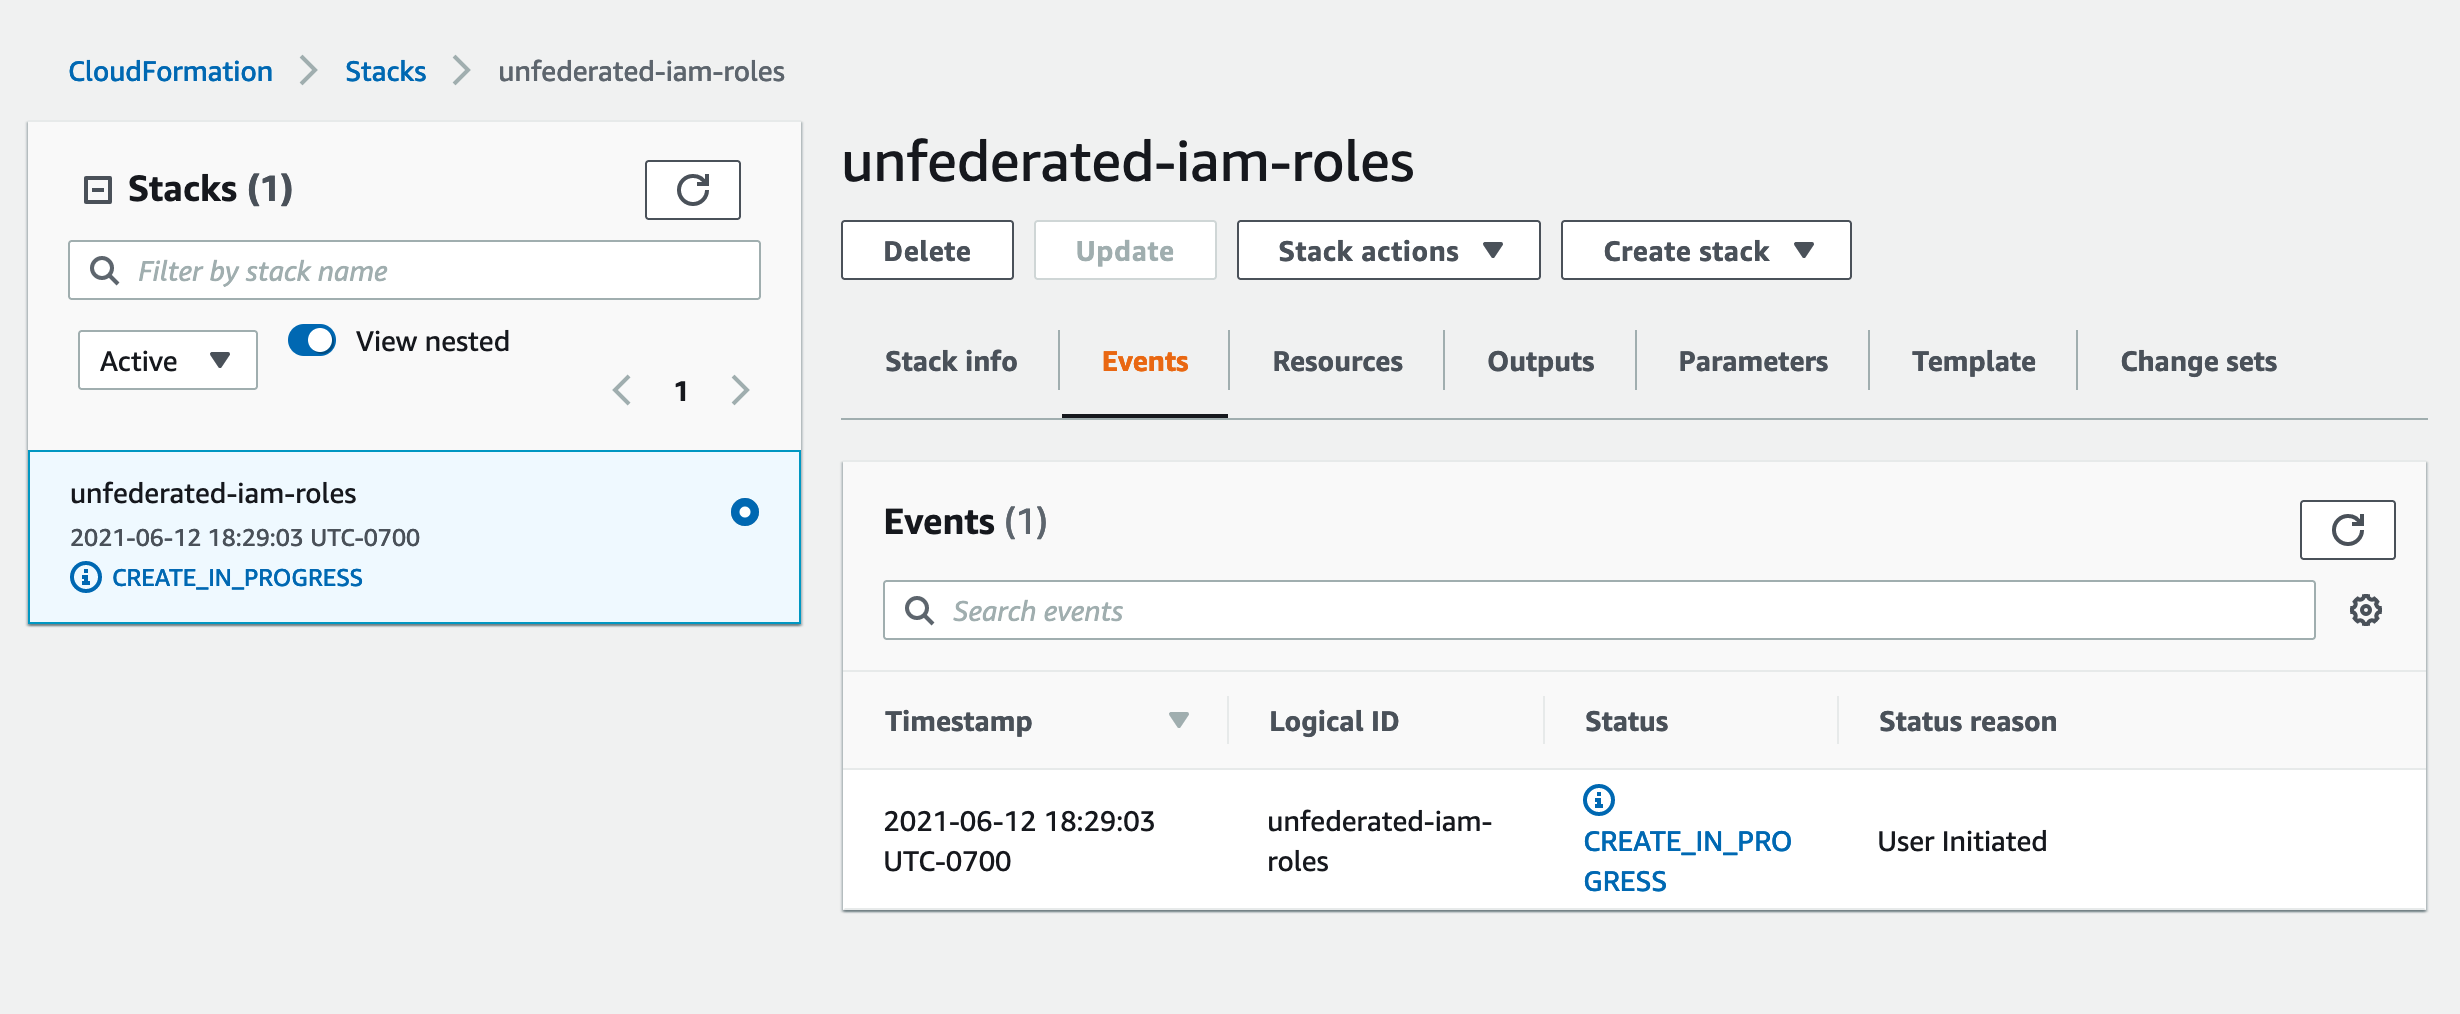 CloudFormation > Stacks > unfederated-iam-roles
Stacks (1)
Filter by stack name
Active
View nested
1
unfederated-iam-roles
2021-06-12 18:29:03 UTC-0700
CREATE_IN_PROGRESS
unfederated-iam-roles
Delete Update Stack actions Create stack
Stack info Events Resources Outputs Parameters Template Change sets
Events (1)
Search events
Timestamp Logical ID Status Status reason
2021-06-12 18:29:03
UTC-0700
unfederated-iam-
roles
CREATE_IN_PRO
GRESS
User Initiated